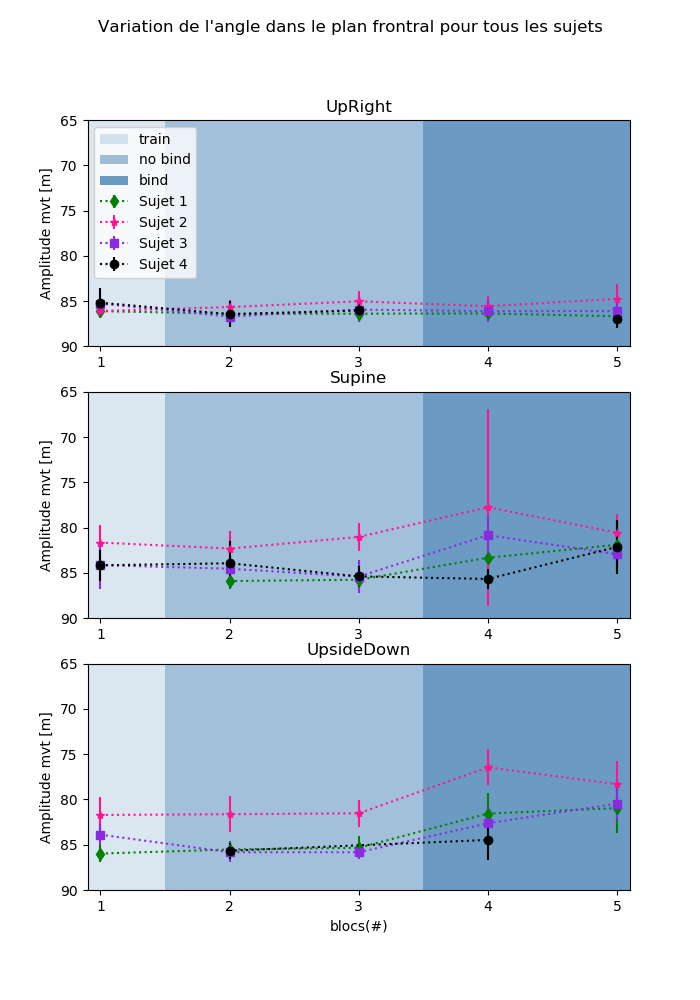 Variation de l'angle dans le plan frontral pour tous les sujets
UpRight
65
70
75
80
85
90
Amplitude mvt [m]
train
no bind
bind
Sujet 1
Sujet 2
Sujet 3
Sujet 4
1 2 3 4 5
Supine
65
70
75
80
85
90
Amplitude mvt [m]
1 2 3 4 5
UpsideDown
65
70
75
80
85
90
Amplitude mvt [m]
1 2 3 4 5
blocs(#)